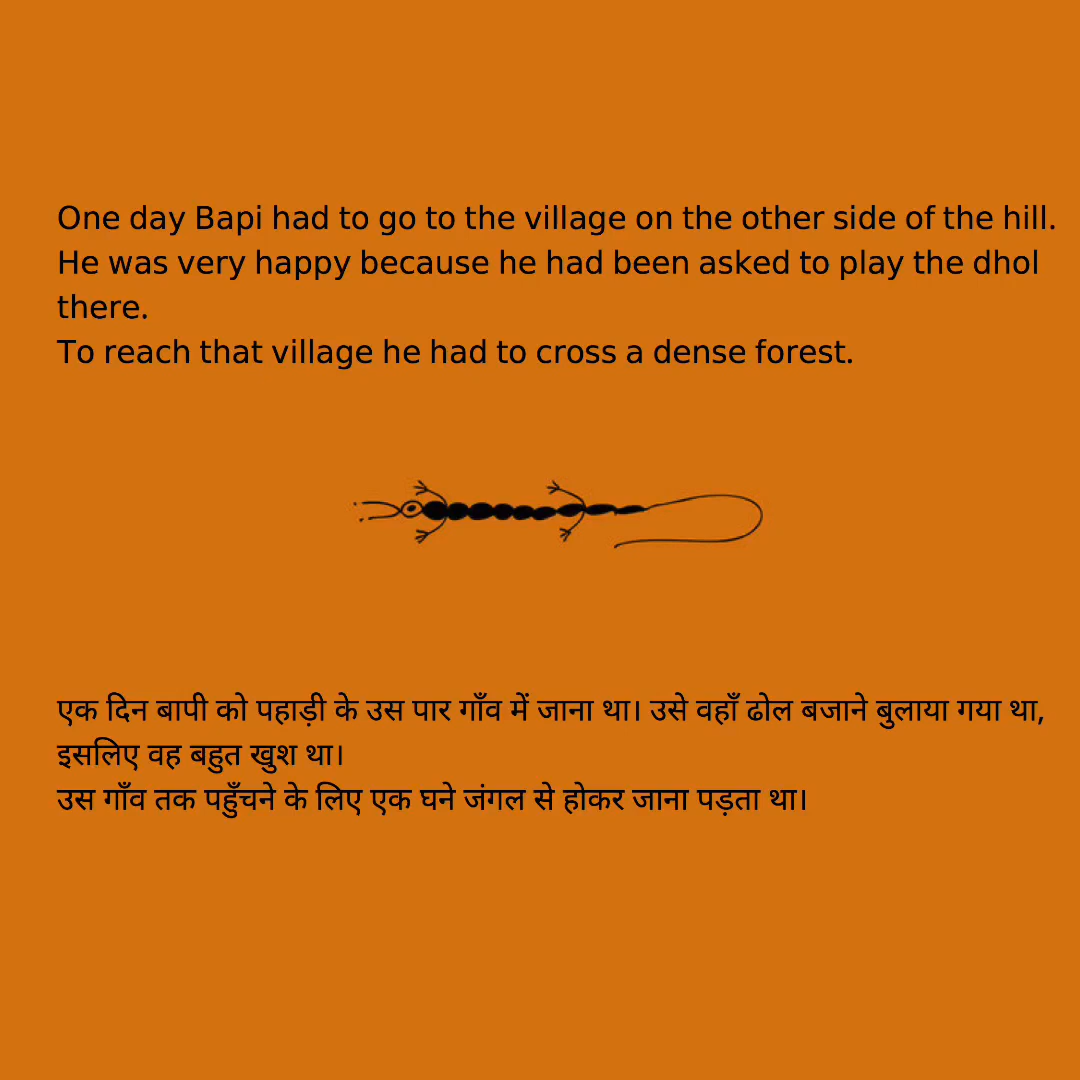 One day Bapi had to go to the village on the other side of the hill.
He was very happy because he had been asked to play the dhol
there.
To reach that village he had to cross a dense forest.
एक दिन बापी को पहाड़ी के उस पार गाँव में जाना था। उसे वहाँ ढोल बजाने बुलाया गया था,
इसलिए वह बहुत खुश था।
उस गाँव तक पहुँचने के लिए एक घने जंगल से होकर जाना पड़ता था।